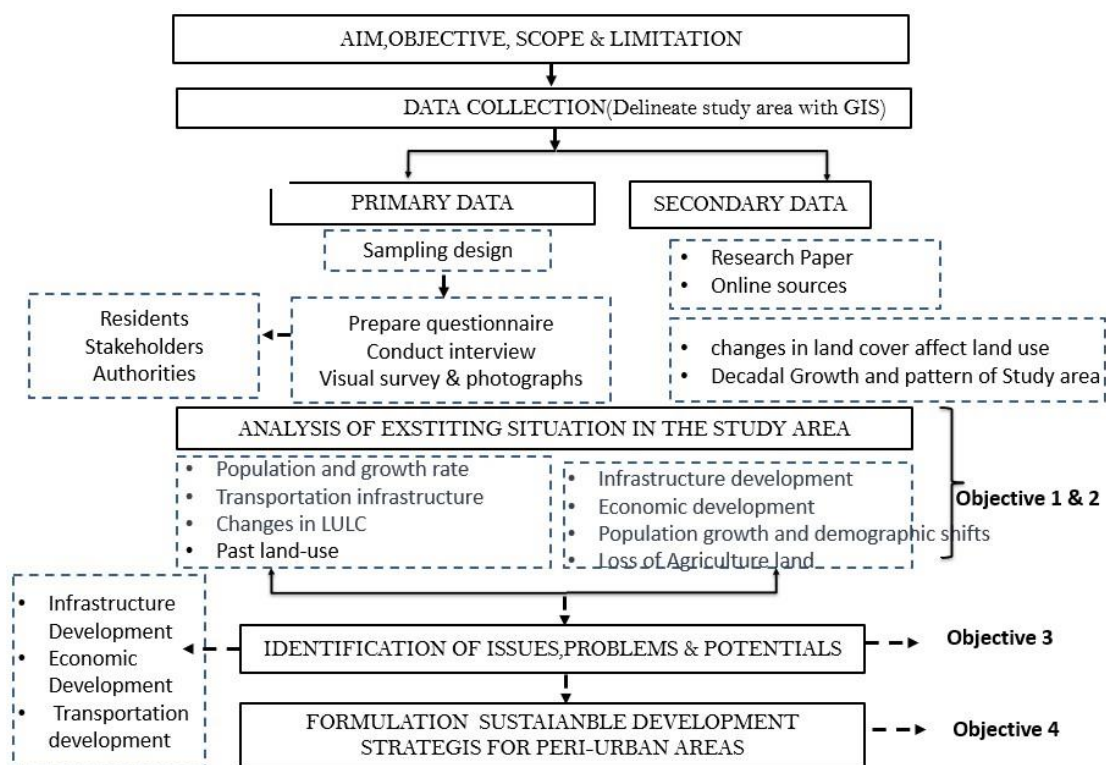 AIM,OBJECTIVE, SCOPE & LIMITATION
DATA COLLECTION(Delineate study area with GIS)
PRIMARY DATA
SECONDARY DATA
Sampling design
• Research Paper
• Online sources
Residents
Stakeholders
Authorities
Prepare questionnaire
Conduct interview
Visual survey & photographs
• changes in land cover affect land use
• Decadal Growth and pattern of Study area
ANALYSIS OF EXSTITING SITUATION IN THE STUDY AREA
• Population and growth rate
• Transportation infrastructure
• Changes in LULC
• Past land-use
• Infrastructure development
• Economic development
• Population growth and demographic shifts
• Loss of Agriculture land
Objective 1 & 2
• Infrastructure
Development
• Economic
Development
• Transportation
development
IDENTIFICATION OF ISSUES,PROBLEMS & POTENTIALS
Objective 3
FORMULATION SUSTAIANBLE DEVELOPMENT
STRATEGIS FOR PERI-URBAN AREAS
Objective 4